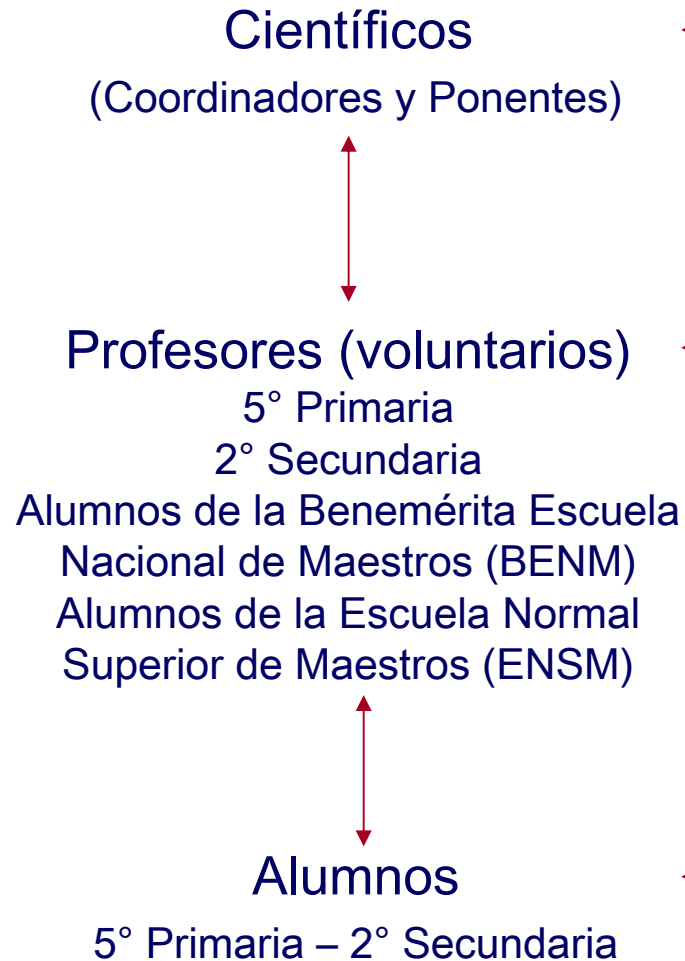 Científicos
(Coordinadores y Ponentes)
Profesores (voluntarios)
5° Primaria
2° Secundaria
Alumnos de la Benemérita Escuela
Nacional de Maestros (BENM)
Alumnos de la Escuela Normal
Superior de Maestros (ENSM)
Alumnos
5° Primaria – 2° Secundaria